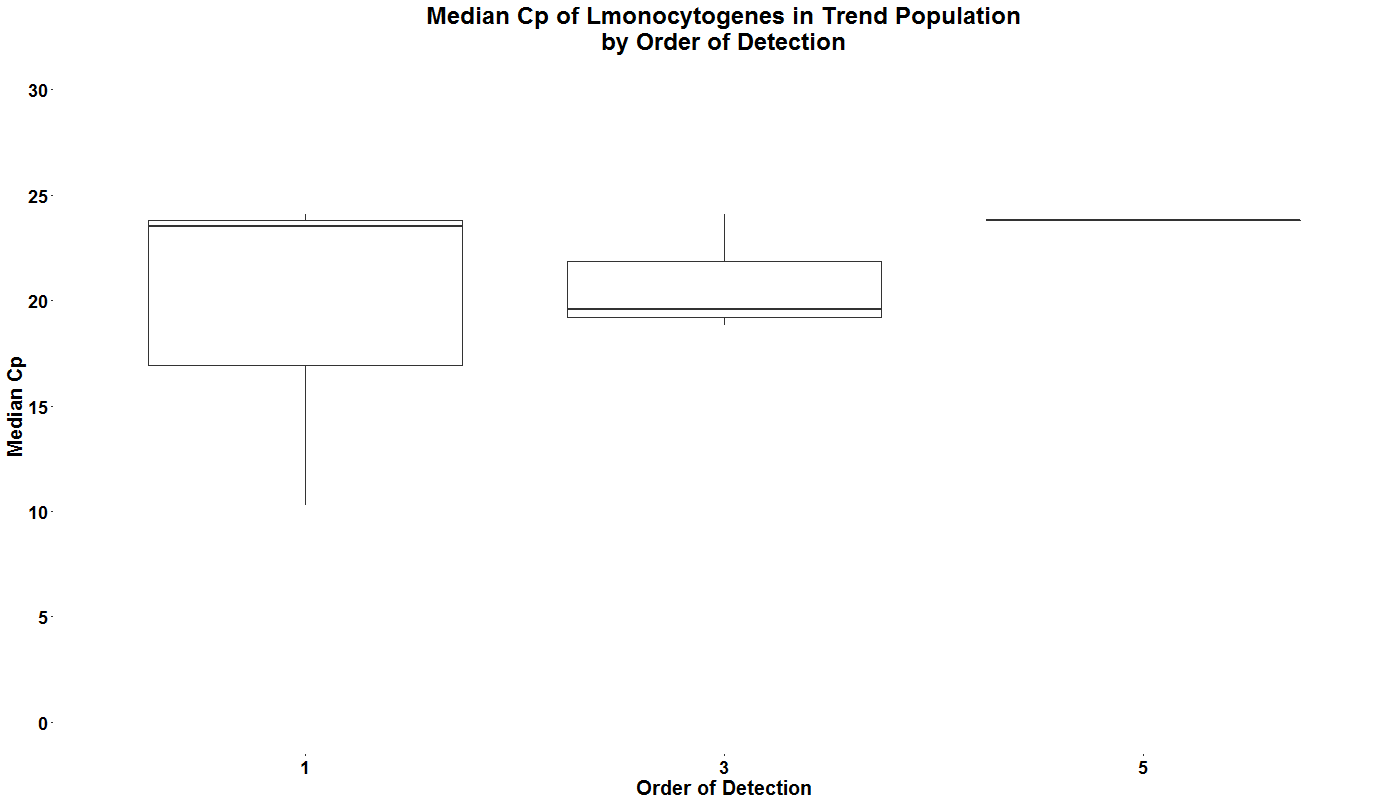 Median Cp of Lmonocytogenes in Trend Population
by Order of Detection
30
25
20
15
10
5
0
Median Cp
1 3 5
Order of Detection